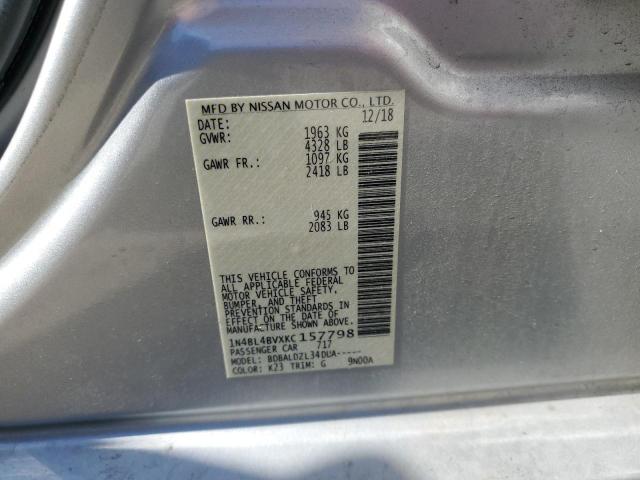 MFD BY NISSAN MOTOR CO., LTD.
DATE: 12/18
GVWR: 1963 KG
4328 LB
GAWR FR.: 1097 KG
2418 LB
GAWR RR.: 945 KG
2083 LB
THIS VEHICLE CONFORMS TO
ALL APPLICABLE FEDERAL
MOTOR VEHICLE SAFETY,
BUMPER, AND THEFT
PREVENTION STANDARDS IN
EFFECT ON THE DATE OF
MANUFACTURE SHOWN ABOVE.
1N4BL4BVXKC157798
PASSENGER CAR 717
MODEL: BDBALDZL34DUA-----
COLOR: K23 TRIM: G 9N00A